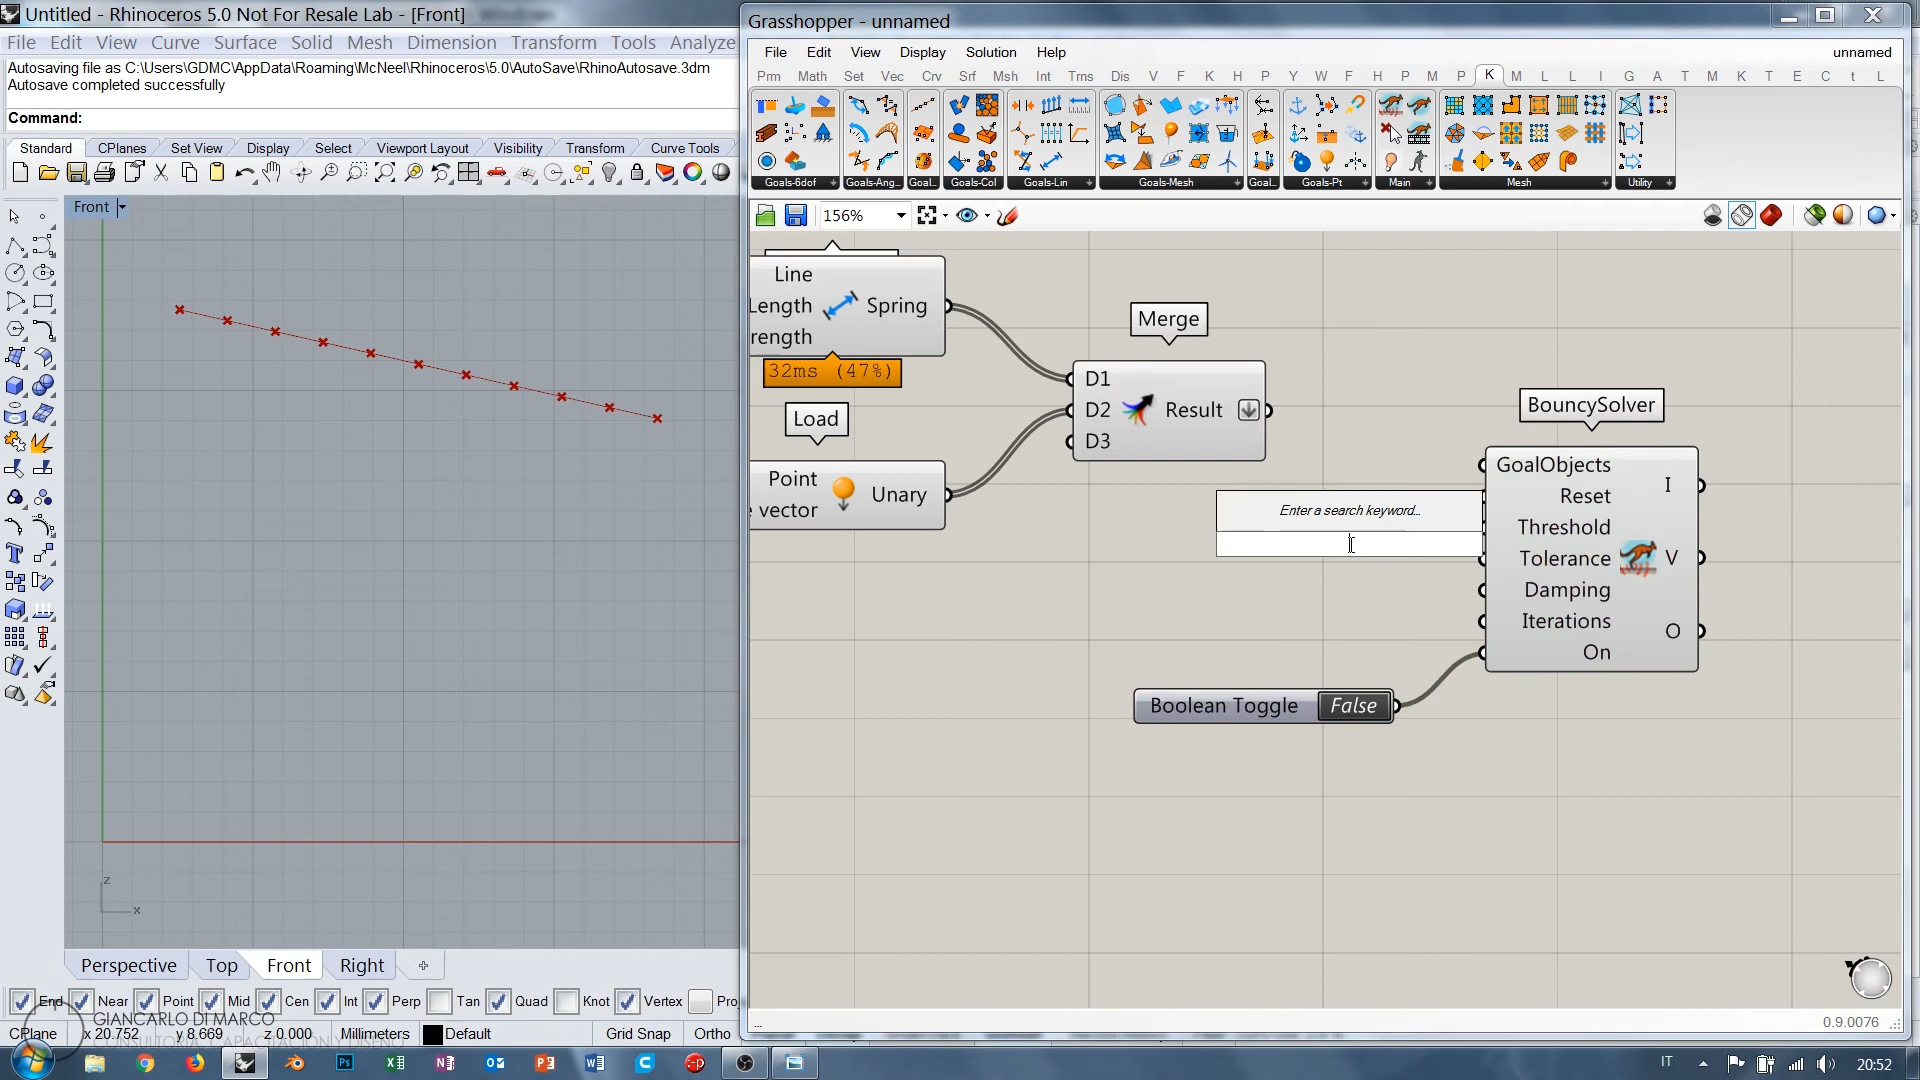 Untitled - Rhinoceros 5.0 Not For Resale Lab - [Front]
File Edit View Curve Surface Solid Mesh Dimension Transform Tools Analyze
Autosaving file as C:\Users\GDMC\AppData\Roaming\McNeel\Rhinoceros\5.0\AutoSave\RhinoAutosave.3dm
Autosave completed successfully
Command:
Standard CPlanes Set View Display Select Viewport Layout Visibility Transform Curve Tools
Front
z
x
Perspective Top Front Right
End Near Point Mid Cen Int Perp Tan Quad Knot Vertex Pro
GIANCARLO DI MARCO
CPlane x 20.752 y 8.669 z 0.000 Millimeters Default Grid Snap Ortho
Grasshopper - unnamed
File Edit View Display Solution Help unnamed
Prm Math Set Vec Crv Srf Msh Int Trns Dis V F K H P Y W F H P M P K M L L I G A T M K T E C t L
Goals-6dof Goals-Ang... Goal... Goals-Col Goals-Lin Goals-Mesh Goal... Goals-Pt Main Mesh Utility
156%
Line
Length Spring
rength
32ms (47%)
Load
Point
Unary
e vector
Merge
D1
D2 Result
D3
Enter a search keyword...
BouncySolver
GoalObjects
Reset
Threshold
Tolerance
Damping
Iterations
On
I
V
O
Boolean Toggle False
...
0.9.0076
IT 20:52